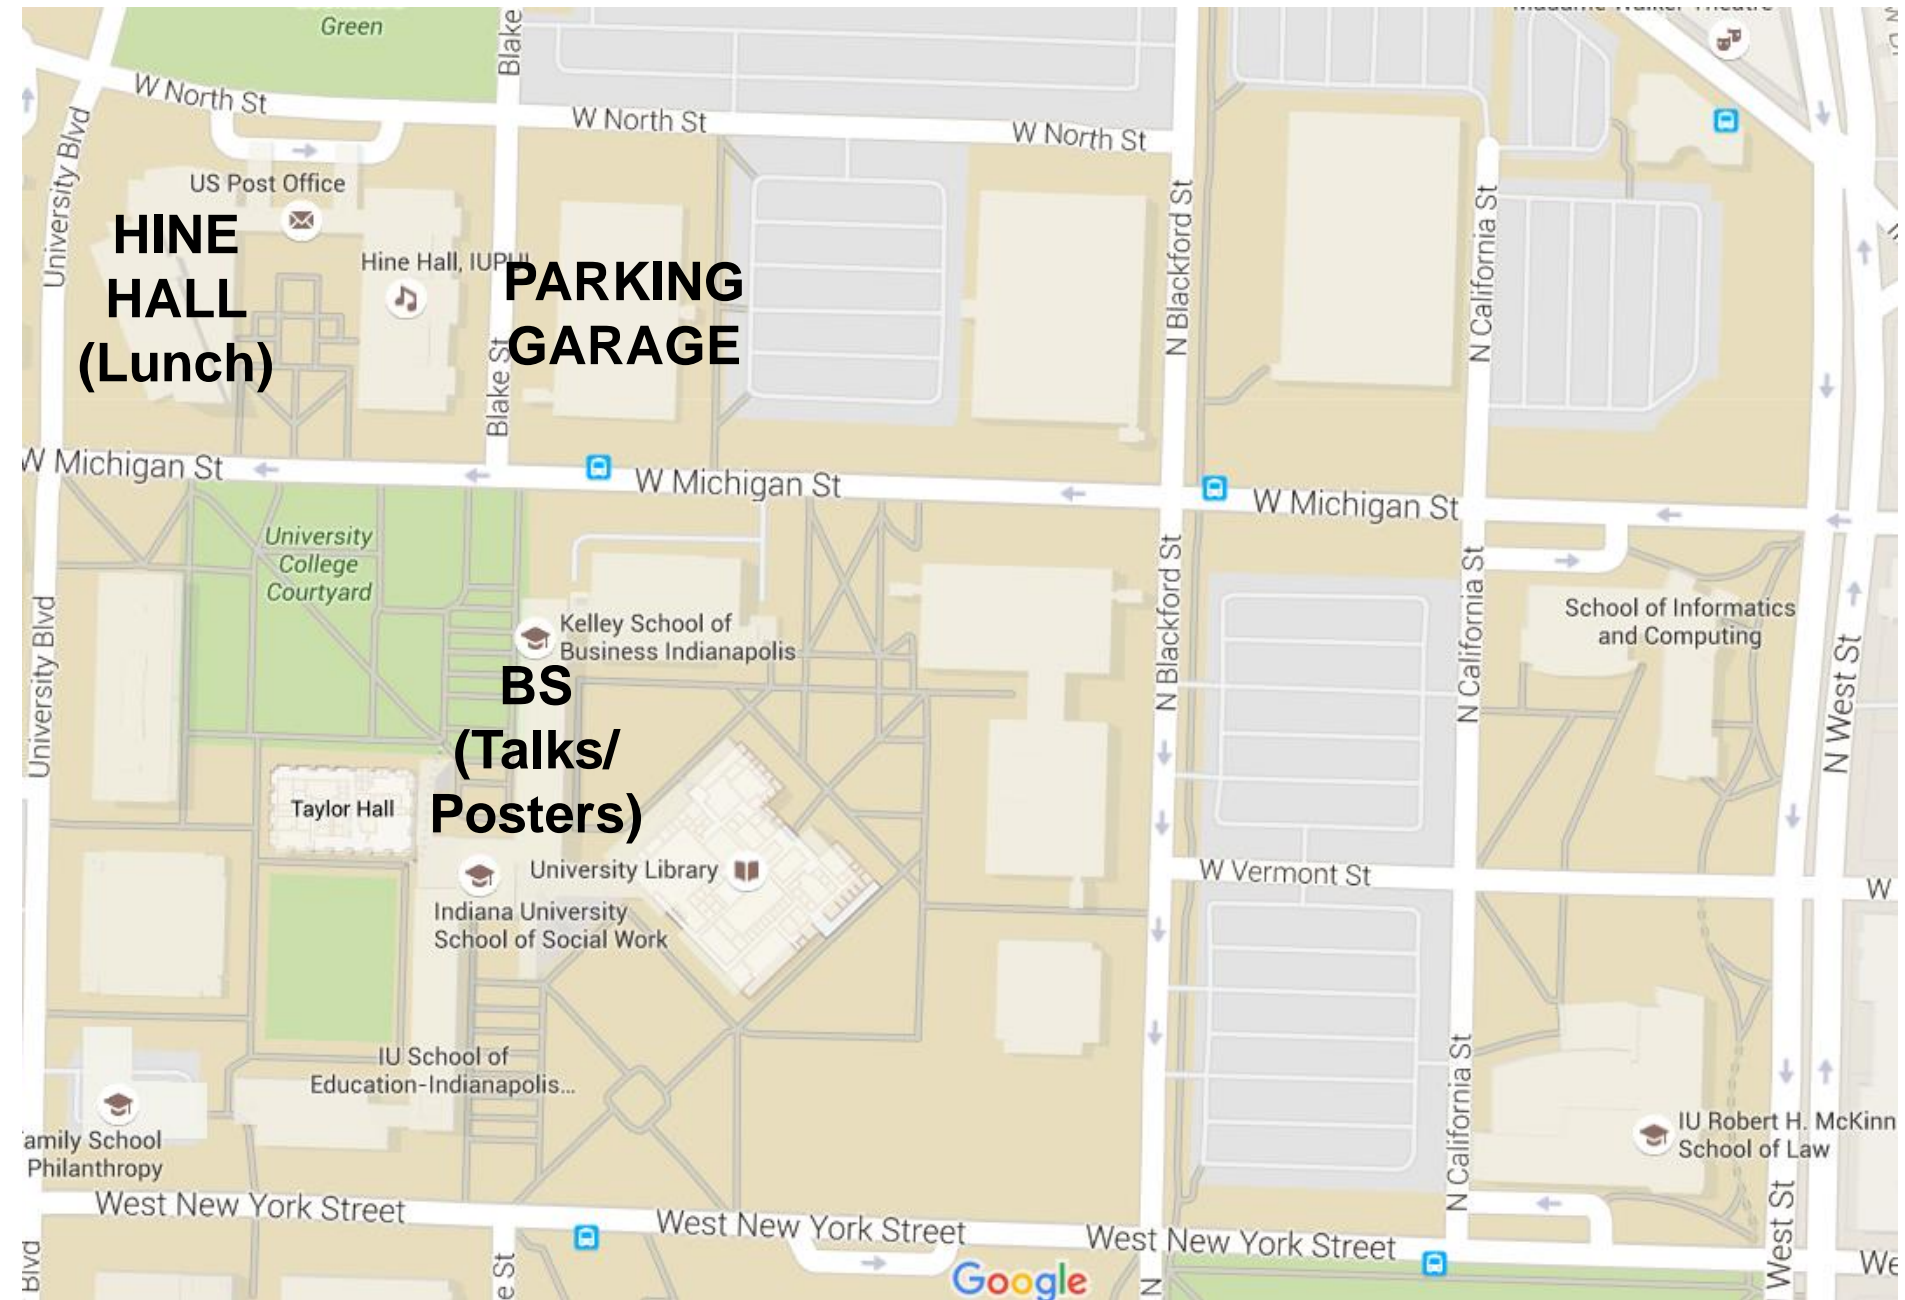 Green
Blake
W North St
W North St
W North St
University Blvd
US Post Office
HINE
HALL
(Lunch)
Hine Hall, IUPUI
PARKING
GARAGE
Blake St
N Blackford St
N California St
W Michigan St
W Michigan St
W Michigan St
University
College
Courtyard
Kelley School of
Business Indianapolis
BS
(Talks/
Posters)
N Blackford St
N California St
School of Informatics
and Computing
N West St
University Blvd
Taylor Hall
University Library
W Vermont St
W
Indiana University
School of Social Work
IU School of
Education-Indianapolis...
N California St
IU Robert H. McKinn
School of Law
amily School
Philanthropy
West New York Street
West New York Street
West New York Street
West St
We
Blvd
e St
Google
N